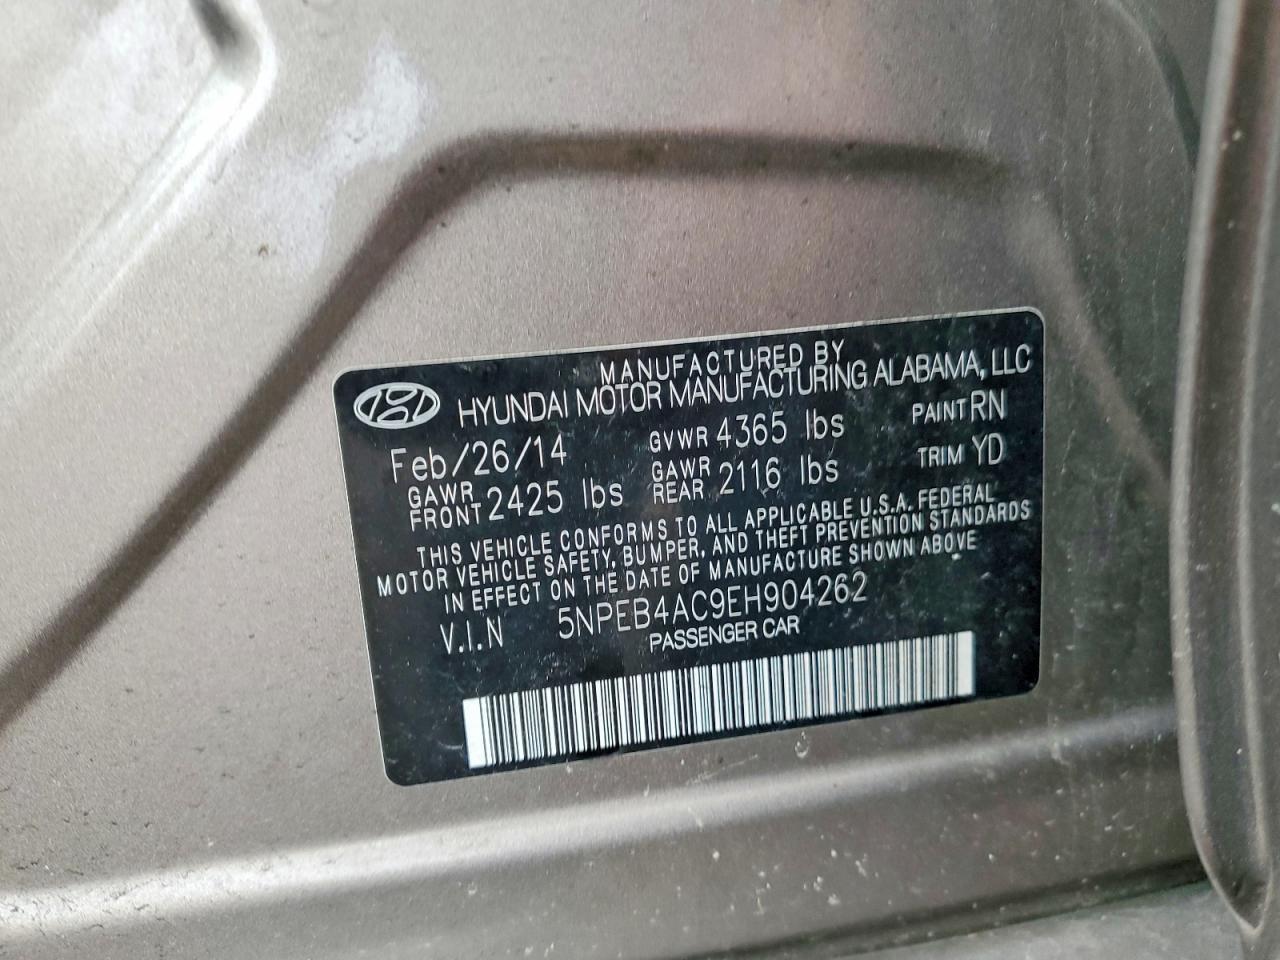 MANUFACTURED BY
HYUNDAI MOTOR MANUFACTURING ALABAMA, LLC
Feb/26/14 GVWR 4365 lbs PAINT RN
GAWR FRONT 2425 lbs GAWR REAR 2116 lbs TRIM YD
THIS VEHICLE CONFORMS TO ALL APPLICABLE U.S.A. FEDERAL
MOTOR VEHICLE SAFETY, BUMPER, AND THEFT PREVENTION STANDARDS
IN EFFECT ON THE DATE OF MANUFACTURE SHOWN ABOVE
V.I.N 5NPEB4AC9EH904262
PASSENGER CAR